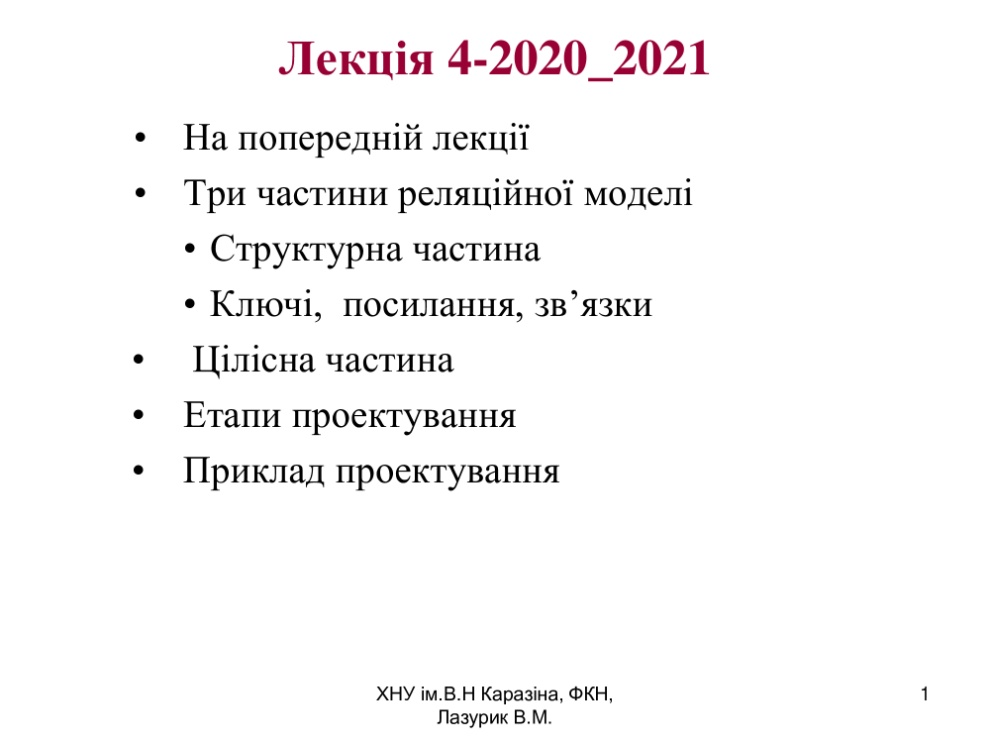 Лекція 4-2020_2021
• На попередній лекції
• Три частини реляційної моделі
• Структурна частина
• Ключі, посилання, зв’язки
• Цілісна частина
• Етапи проектування
• Приклад проектування
ХНУ ім.В.Н Каразіна, ФКН,
Лазурик В.М.
1